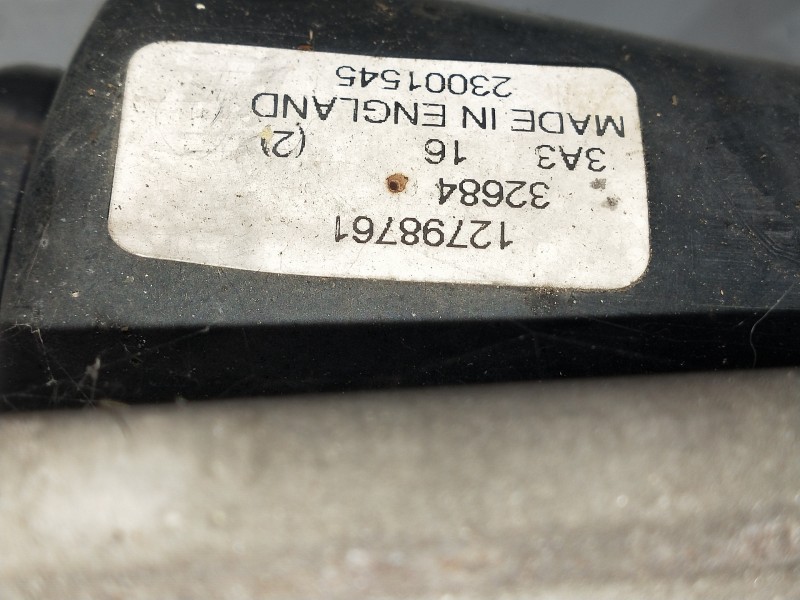 12798761
32684
3A3 16 (2)
MADE IN ENGLAND
23001545